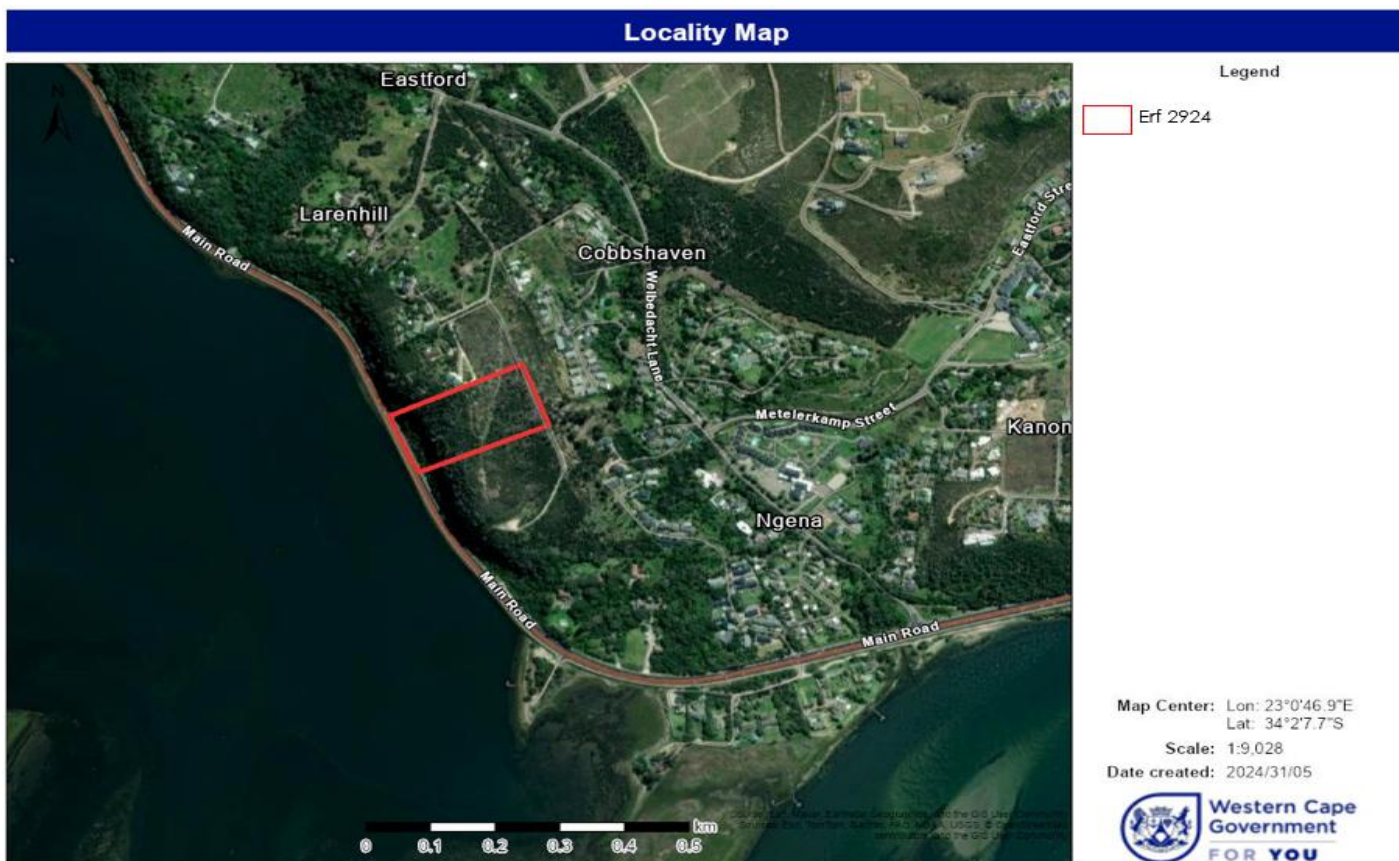 Locality Map
N
Eastford
Larenhill
Main Road
Cobbshaven
Welbedacht Lane
Eastford Stre
Metelerkamp Street
Kanon
Ngena
Main Road
Main Road
km
0 0.1 0.2 0.3 0.4 0.5
Legend
Erf 2924
Map Center: Lon: 23°0'46.9"E
Lat: 34°2'7.7"S
Scale: 1:9,028
Date created: 2024/31/05
Western Cape
Government
FOR YOU